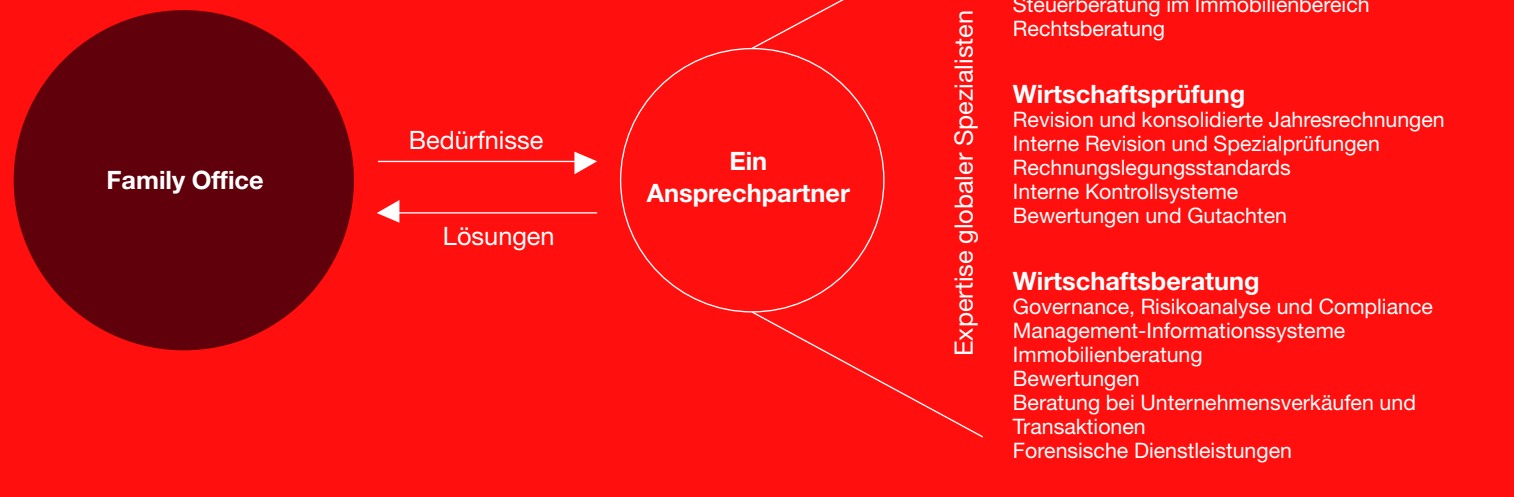 Family Office
Bedürfnisse
Lösungen
Ein
Ansprechpartner
Expertise globaler Spezialisten
Steuerberatung im Immobilienbereich
Rechtsberatung
Wirtschaftsprüfung
Revision und konsolidierte Jahresrechnungen
Interne Revision und Spezialprüfungen
Rechnungslegungsstandards
Interne Kontrollsysteme
Bewertungen und Gutachten
Wirtschaftsberatung
Governance, Risikoanalyse und Compliance
Management-Informationssysteme
Immobilienberatung
Bewertungen
Beratung bei Unternehmensverkäufen und
Transaktionen
Forensische Dienstleistungen